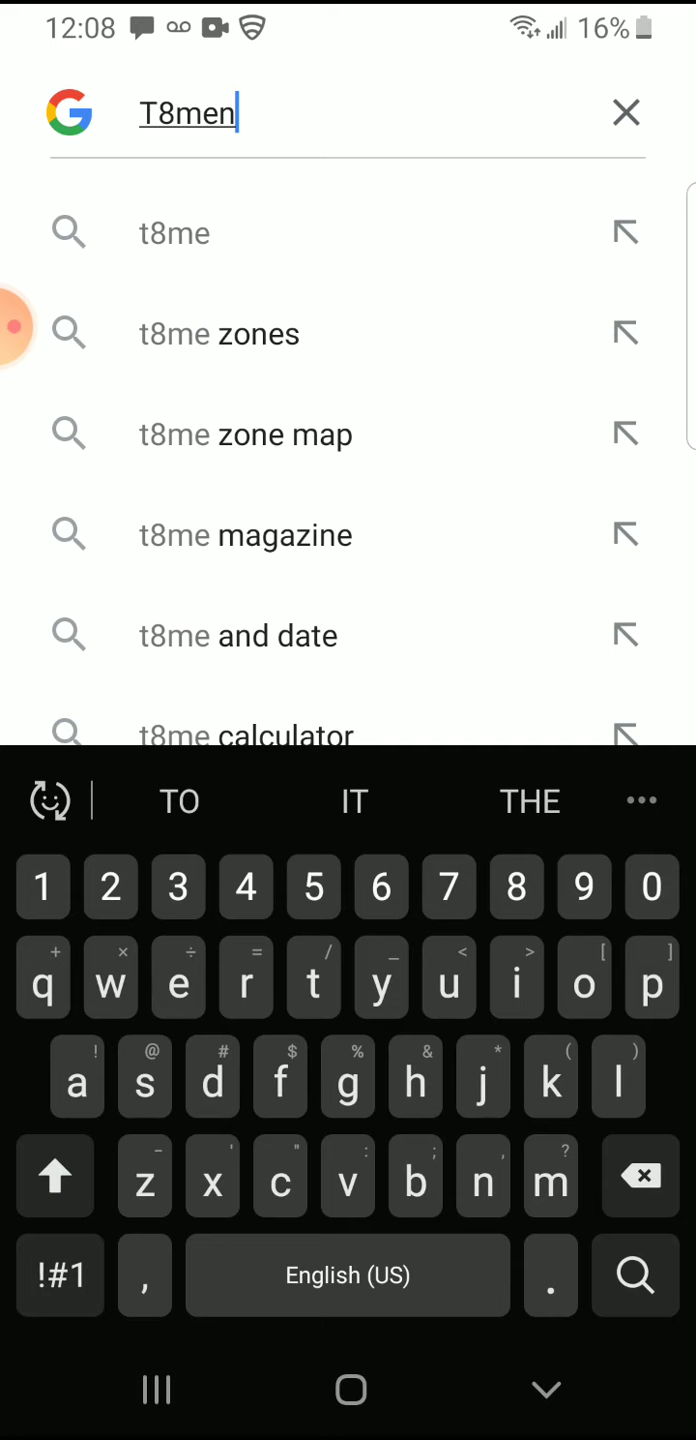 12:08 16%
T8men
t8me
t8me zones
t8me zone map
t8me magazine
t8me and date
t8me calculator
TO IT THE
1 2 3 4 5 6 7 8 9 0
+ × ÷ = / _ < > [ ]
q w e r t y u i o p
! @ # $ % & * ( )
a s d f g h j k l
- ' " : ; , ?
z x c v b n m
!#1 , English (US) .